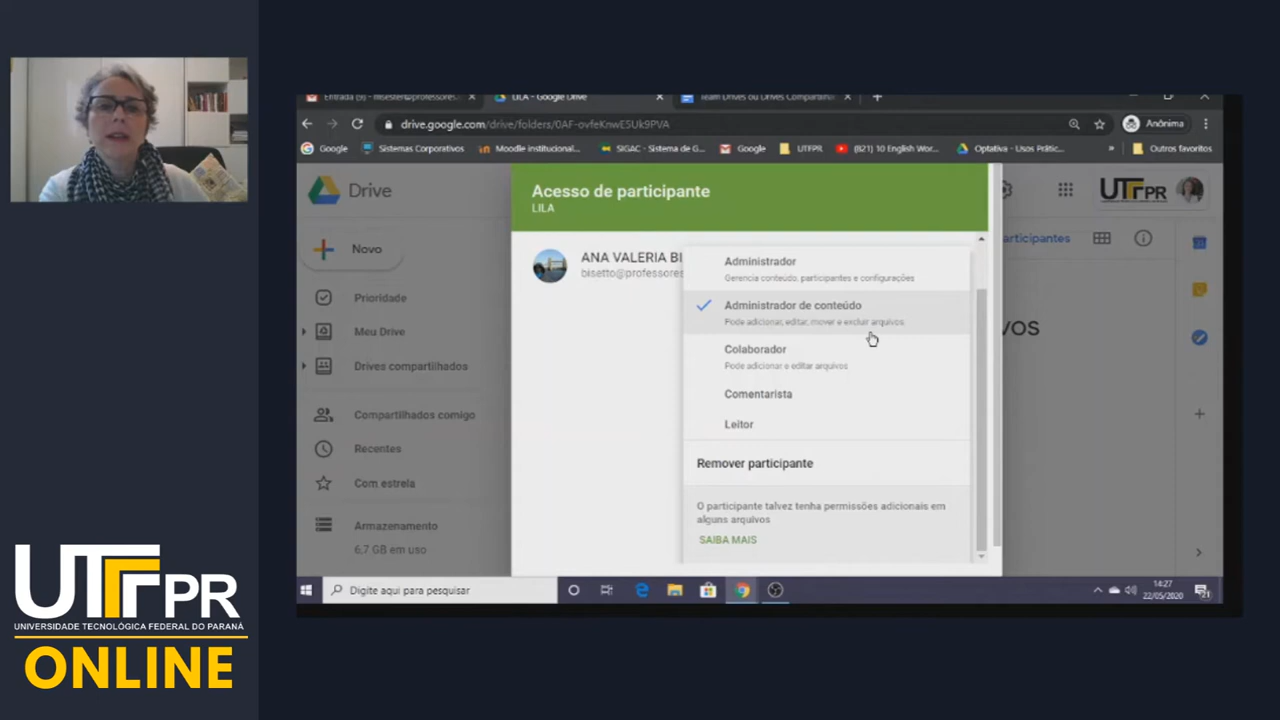 Entrada (9) -
LILA - Google Drive
Team Drives ou Drives Compartilh
drive.google.com/drive/folders/0AF-ovfeKnwE5Uk9PVA
Anônima
Google
Sistemas Corporativos
Moodle institucional...
SIGAC - Sistema de G...
Google
UTFPR
(821) 10 English Wor...
Optativa - Usos Prátic...
»
Outros favoritos
Drive
UTFPR
Acesso de participante
LILA
Novo
Prioridade
Meu Drive
Drives compartilhados
Compartilhados comigo
Recentes
Com estrela
Armazenamento
6,7 GB em uso
ANA VALERIA BI
bisetto@professores
Administrador
Gerencia conteúdo, participantes e configurações
Administrador de conteúdo
Pode adicionar, editar, mover e excluir arquivos
Colaborador
Pode adicionar e editar arquivos
Comentarista
Leitor
Remover participante
O participante talvez tenha permissões adicionais em
alguns arquivos
SAIBA MAIS
articipantes
vos
Digite aqui para pesquisar
14:27
22/05/2020
21
UTFPR
UNIVERSIDADE TECNOLÓGICA FEDERAL DO PARANÁ
ONLINE